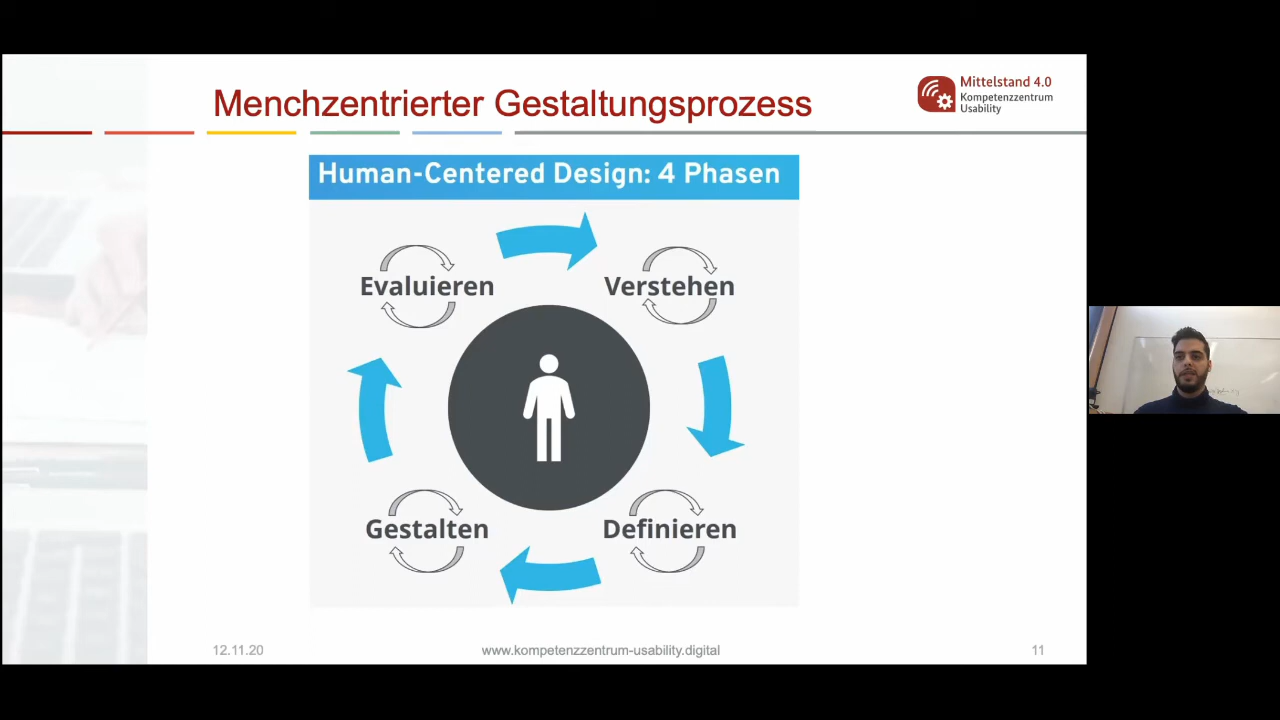 Menchzentrierter Gestaltungsprozess
Mittelstand 4.0
Kompetenzzentrum
Usability
Human-Centered Design: 4 Phasen
Evaluieren
Verstehen
Gestalten
Definieren
12.11.20
www.kompetenzzentrum-usability.digital
11